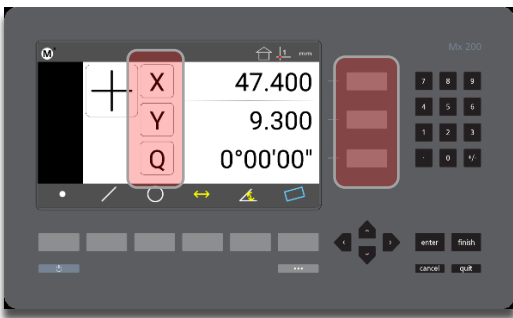 Mx 200
M
1 mm
X 47.400
Y 9.300
Q 0°00'00"
7 8 9
4 5 6
1 2 3
. 0 +/-
enter finish
cancel quit